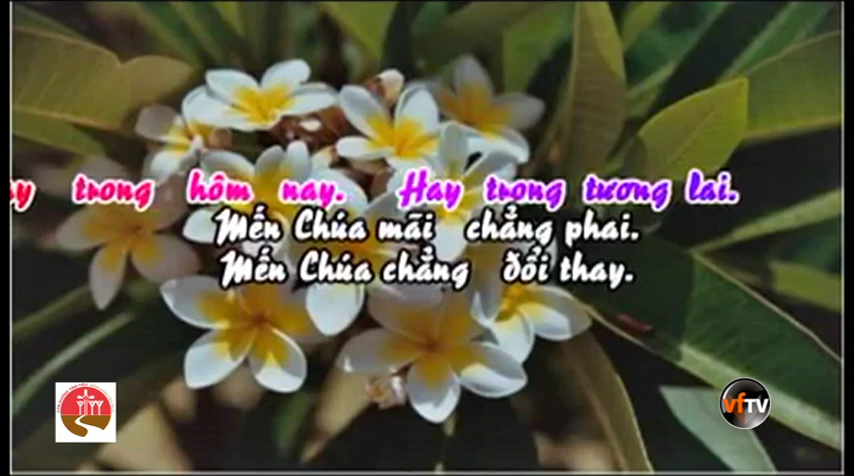 trong hôm nay. Hay trong tương lai.
Mến Chúa mãi chẳng phai.
Mến Chúa chẳng đổi thay.
vfTV